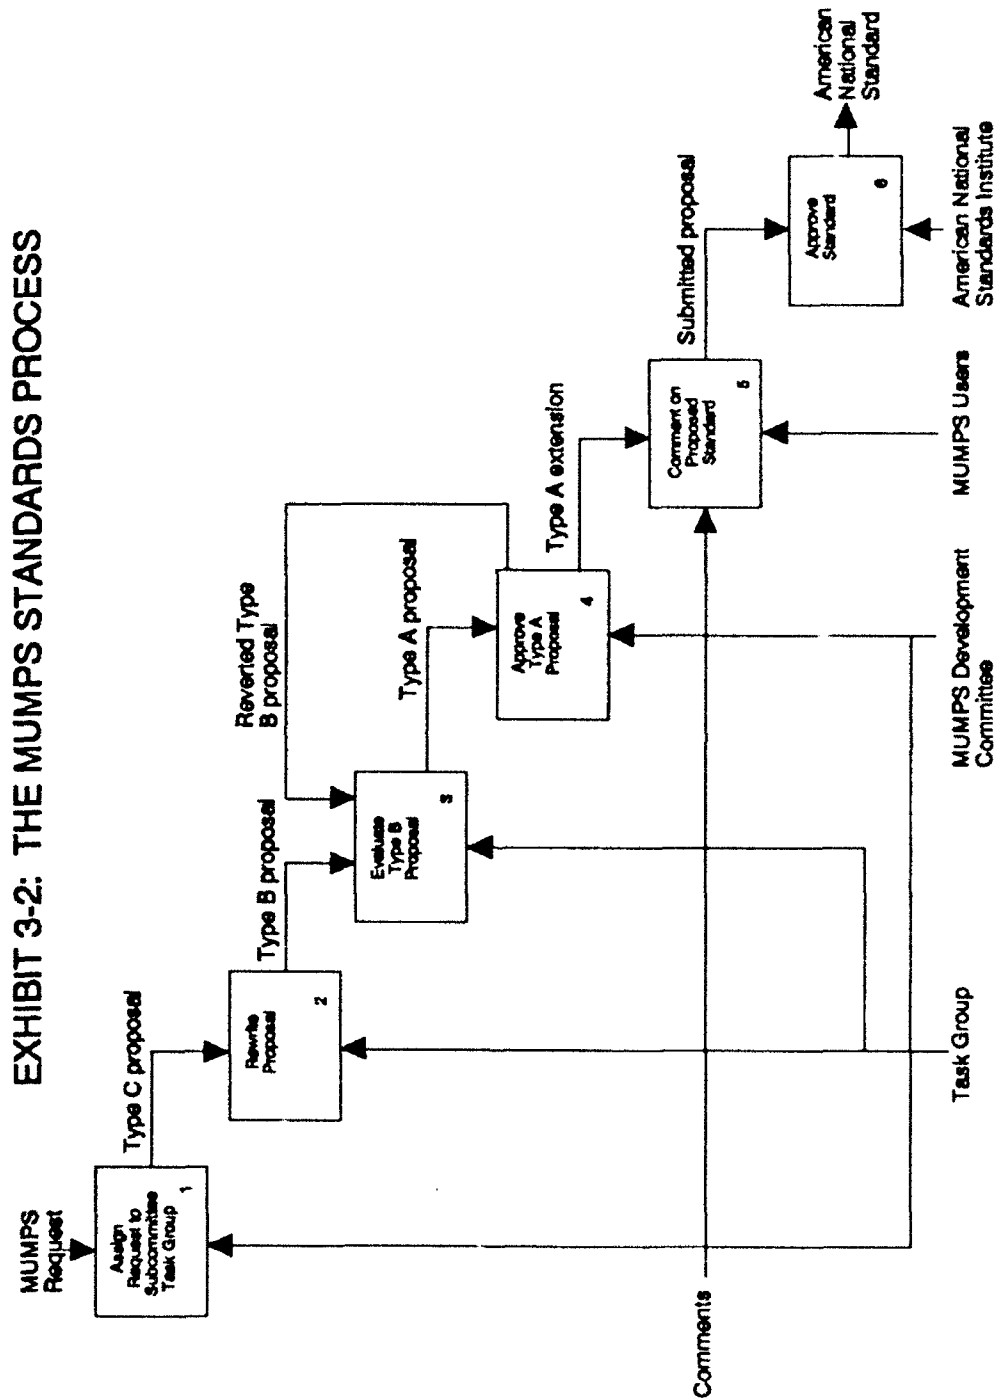 EXHIBIT 3-2: THE MUMPS STANDARDS PROCESS
MUMPS
Request
Assign
Request to
Subcommittee
Task Group
1
Type C proposal
Rewrite
Proposal
2
Type B proposal
Reverted Type
B proposal
Evaluate
Type B
Proposal
3
Type A proposal
Approve
Type A
Proposal
4
Type A extension
Comment on
Proposed
Standard
5
Submitted proposal
Approve
Standard
6
American
National
Standard
Comments
Task Group
MUMPS Development
Committee
MUMPS Users
American National
Standards Institute